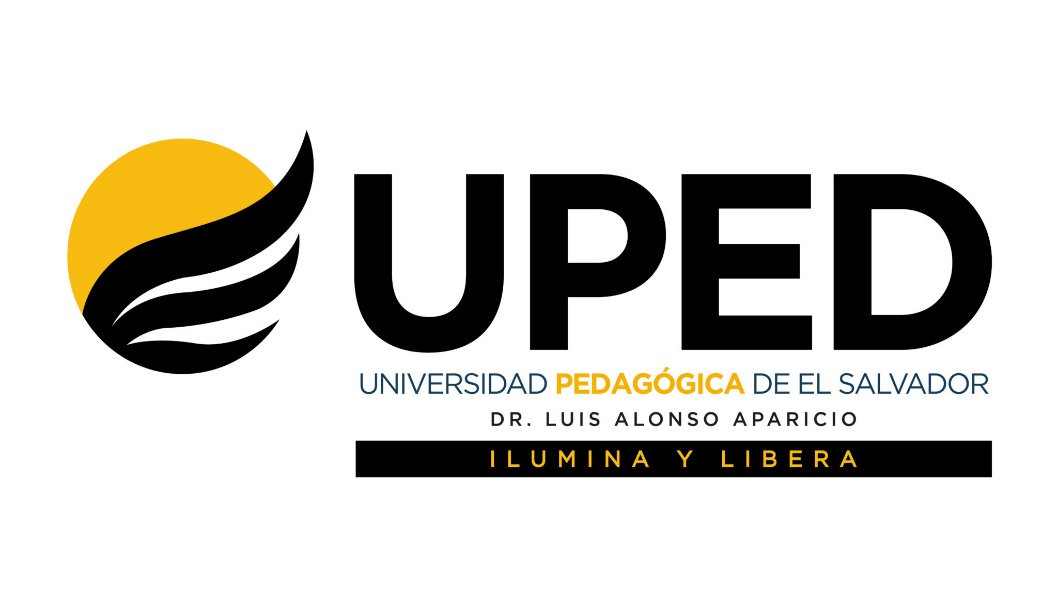 UPED
UNIVERSIDAD PEDAGÓGICA DE EL SALVADOR
DR. LUIS ALONSO APARICIO
ILUMINA Y LIBERA